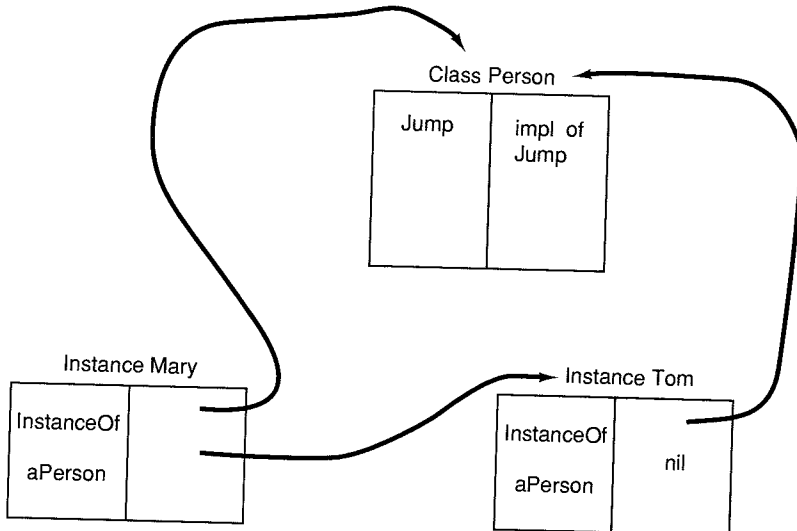 Class Person
Jump
impl of
Jump
Instance Mary
InstanceOf
aPerson
Instance Tom
InstanceOf
aPerson
nil